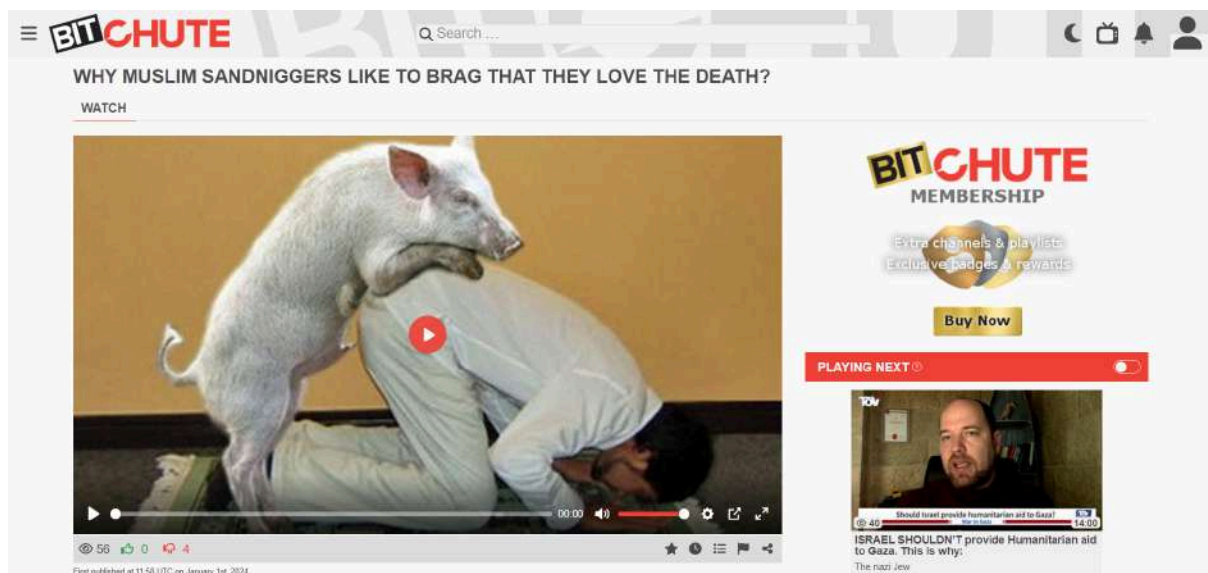 BITCHUTE
Search ...
WHY MUSLIM SANDNIGGERS LIKE TO BRAG THAT THEY LOVE THE DEATH?
WATCH
00:00
56 0 4
First published at 11:58 UTC on January 1st, 2024.
BITCHUTE
MEMBERSHIP
Extra channels & playlists
Exclusive badges & rewards
Buy Now
PLAYING NEXT
TOV
Should Israel provide humanitarian aid to Gaza?
War in Gaza
40
14:00
ISRAEL SHOULDN'T provide Humanitarian aid
to Gaza. This is why:
The nazi Jew